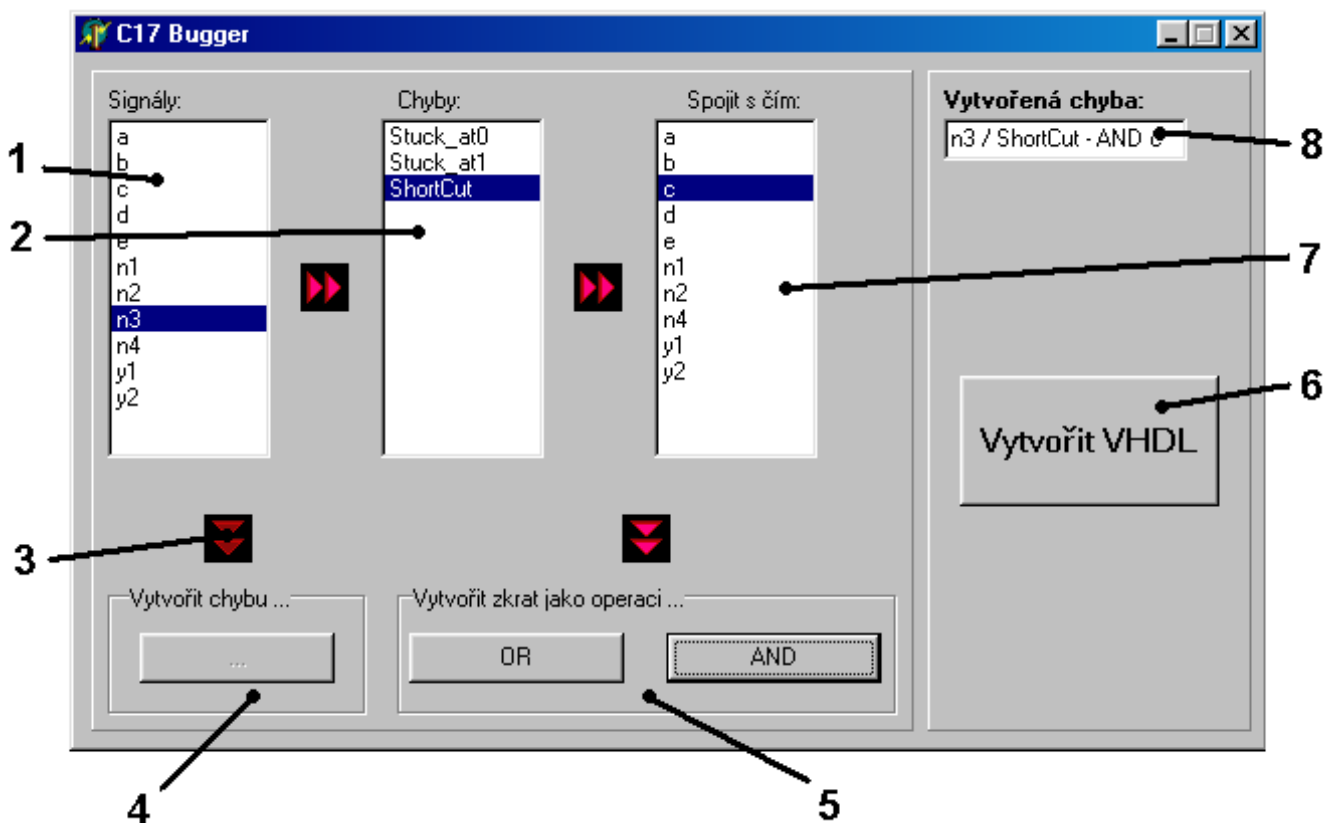 C17 Bugger
Signály:
a
b
c
d
e
n1
n2
n3
n4
y1
y2
Chyby:
Stuck_at0
Stuck_at1
ShortCut
Spojit s čím:
a
b
c
d
e
n1
n2
n4
y1
y2
Vytvořená chyba:
n3 / ShortCut - AND c
Vytvořit VHDL
Vytvořit chybu ...
...
Vytvořit zkrat jako operaci ...
OR
AND
1
2
3
4
5
6
7
8